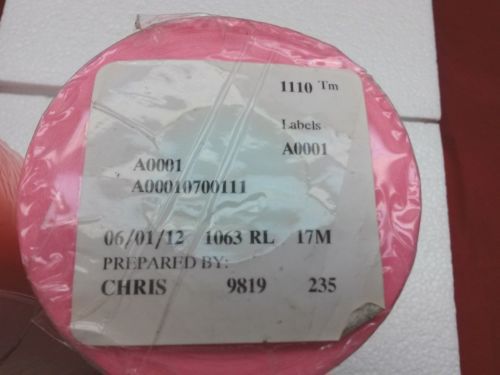 1110 Tm
Labels
A0001
A0001
A00010700111
06/01/12 1063 RL 17M
PREPARED BY:
CHRIS 9819 235